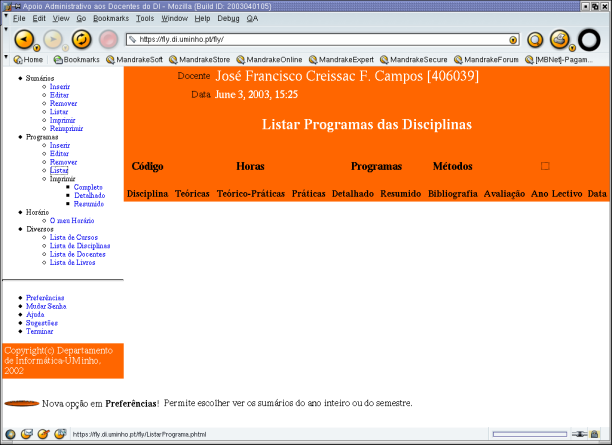 Apoio Administrativo aos Docentes do DI - Mozilla {Build ID: 2003040105}
File Edit View Go Bookmarks Tools Window Help Debug QA
https://fly.di.uminho.pt/fly/
Home Bookmarks MandrakeSoft MandrakeStore MandrakeOnline MandrakeExpert MandrakeSecure MandrakeForum [MBNet]-Pagam...
Sumários
Inserir
Editar
Remover
Listar
Imprimir
Reimprimir
Programas
Inserir
Editar
Remover
Listar
Imprimir
Completo
Detalhado
Resumido
Horário
O meu Horário
Diversos
Lista de Cursos
Lista de Disciplinas
Lista de Docentes
Lista de Livros
Preferências
Mudar Senha
Ajuda
Sugestões
Terminar
Copyright(c) Departamento
de Informática-UMinho.
2002
Docente José Francisco Creissac F. Campos [406039]
Data June 3, 2003, 15:25
Listar Programas das Disciplinas
Código Horas Programas Métodos
Disciplina Teóricas Teórico-Práticas Práticas Detalhado Resumido Bibliografia Avaliação Ano Lectivo Data
Nova opção em Preferências! Permite escolher ver os sumários do ano inteiro ou do semestre.
https://fly.di.uminho.pt/fly/ListarPrograma.phtml